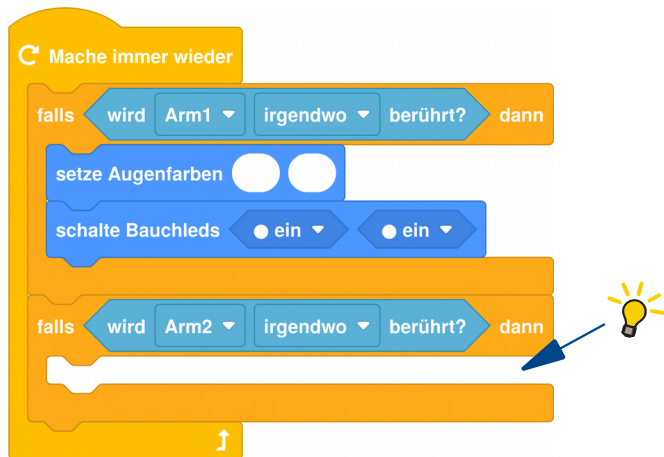 Mache immer wieder
falls wird Arm1 irgendwo berührt? dann
setze Augenfarben
schalte Bauchleds ein ein
falls wird Arm2 irgendwo berührt? dann